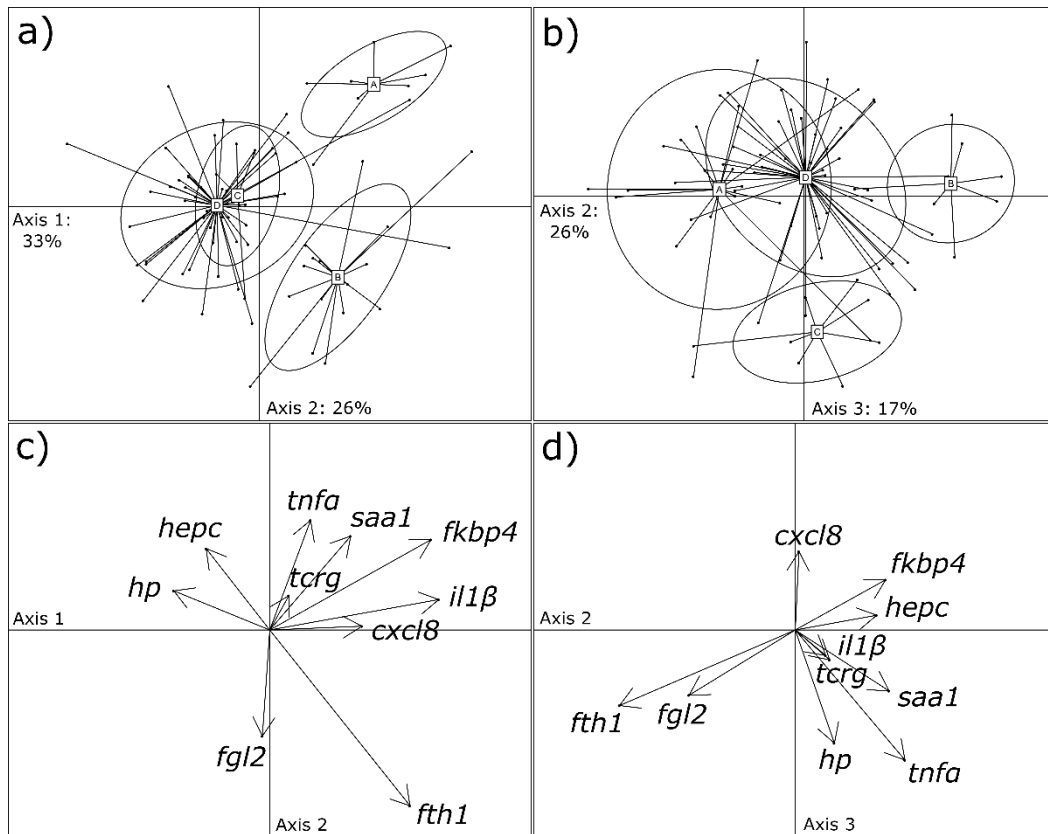 a)
A
C
D
B
Axis 1:
33%
Axis 2: 26%
b)
D
A
B
C
Axis 2:
26%
Axis 3: 17%
c)
tnfa
saa1
hepc
fkbp4
hp
tcrg
il1β
cxcl8
Axis 1
fgl2
fth1
Axis 2
d)
cxcl8
fkbp4
hepc
Axis 2
il1β
tcrg
saa1
fgl2
fth1
hp
tnfa
Axis 3